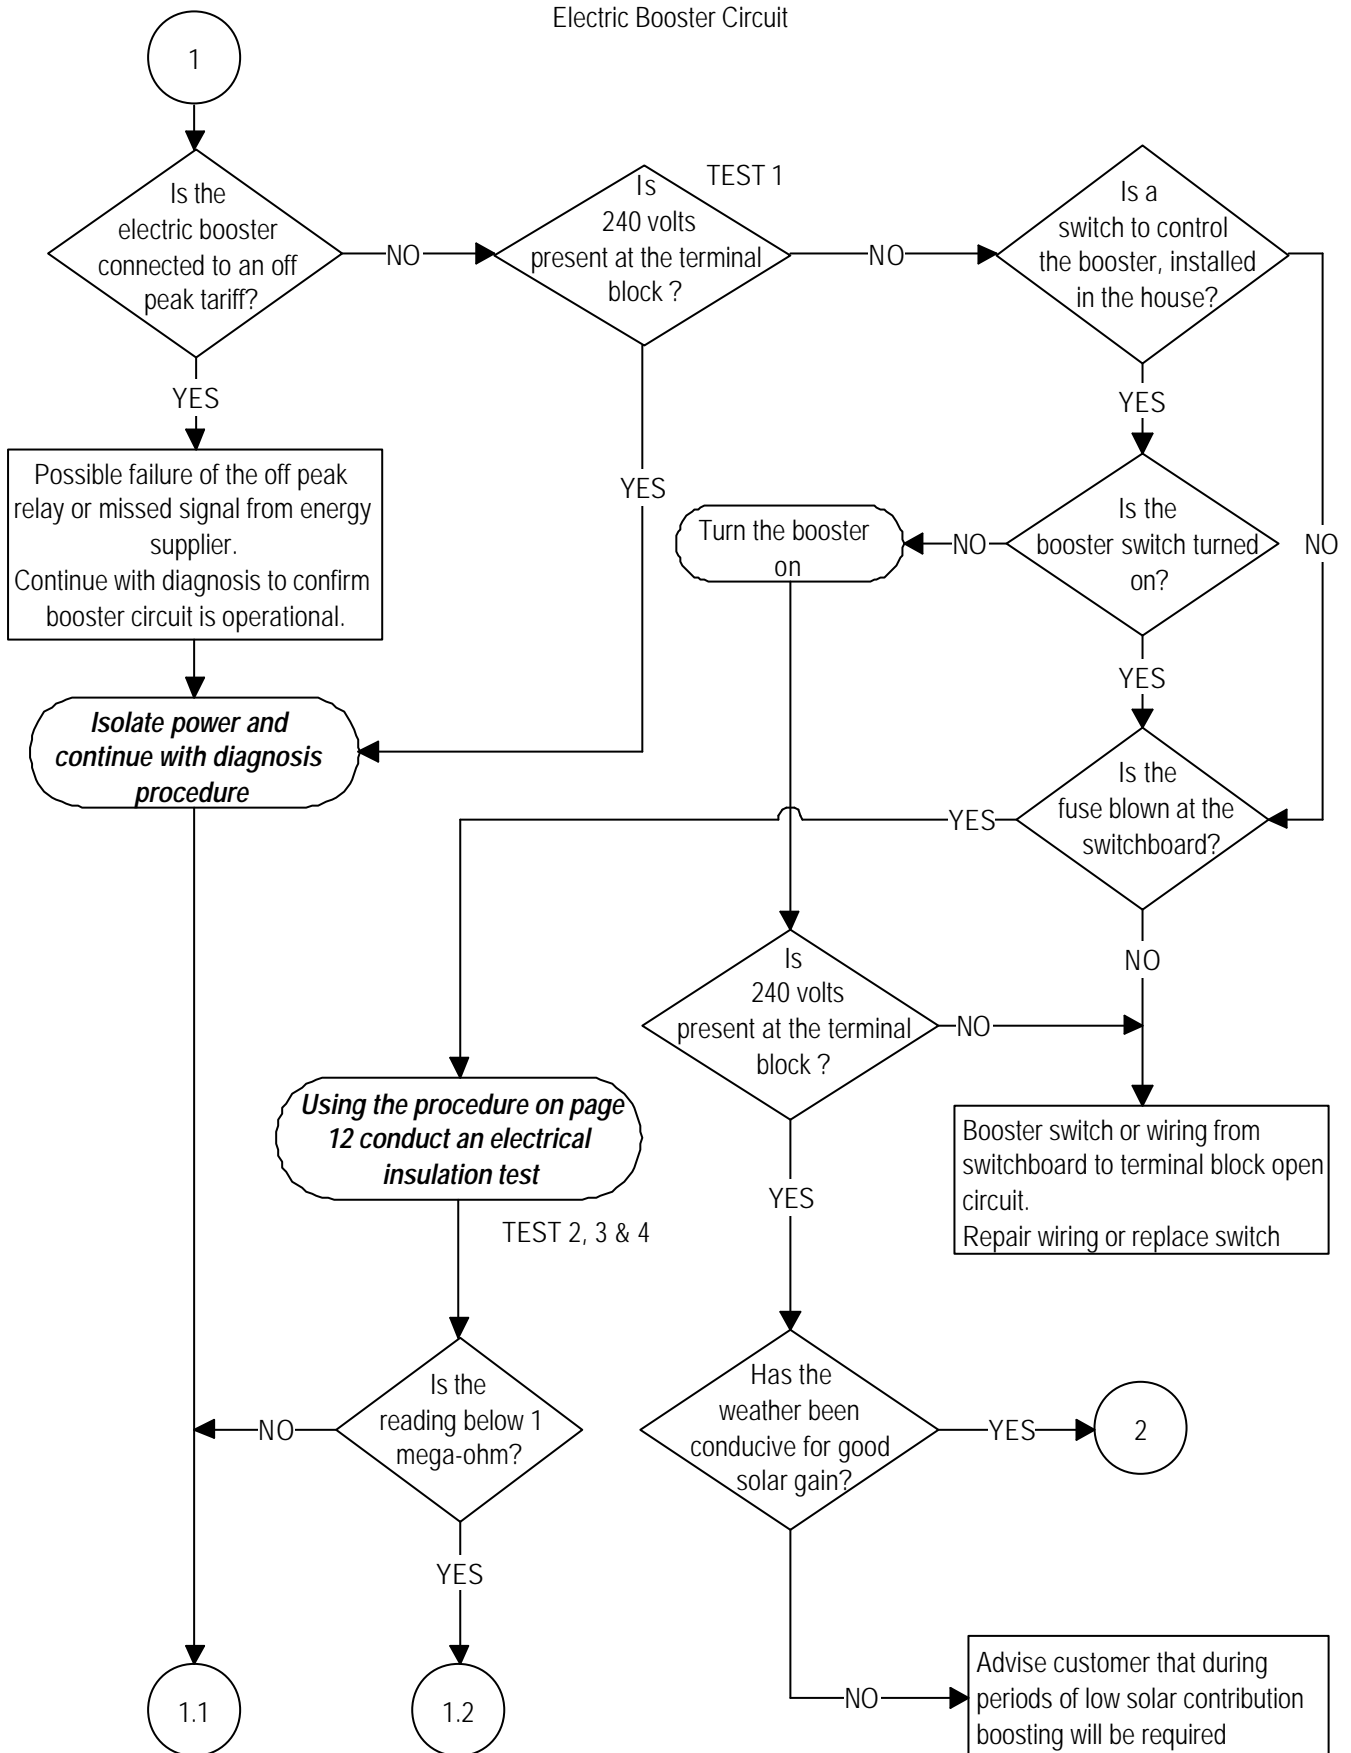 Electric Booster Circuit
1
Is the
electric booster
connected to an off
peak tariff?
NO
TEST 1
Is
240 volts
present at the terminal
block ?
NO
Is a
switch to control
the booster, installed
in the house?
YES
YES
YES
NO
Possible failure of the off peak
relay or missed signal from energy
supplier.
Continue with diagnosis to confirm
booster circuit is operational.
Turn the booster
on
NO
Is the
booster switch turned
on?
YES
Isolate power and
continue with diagnosis
procedure
Is the
fuse blown at the
switchboard?
YES
NO
Is
240 volts
present at the terminal
block ?
NO
Using the procedure on page
12 conduct an electrical
insulation test
TEST 2, 3 & 4
YES
Booster switch or wiring from
switchboard to terminal block open
circuit.
Repair wiring or replace switch
Is the
reading below 1
mega-ohm?
NO
YES
Has the
weather been
conducive for good
solar gain?
YES
2
NO
Advise customer that during
periods of low solar contribution
boosting will be required
1.1
1.2